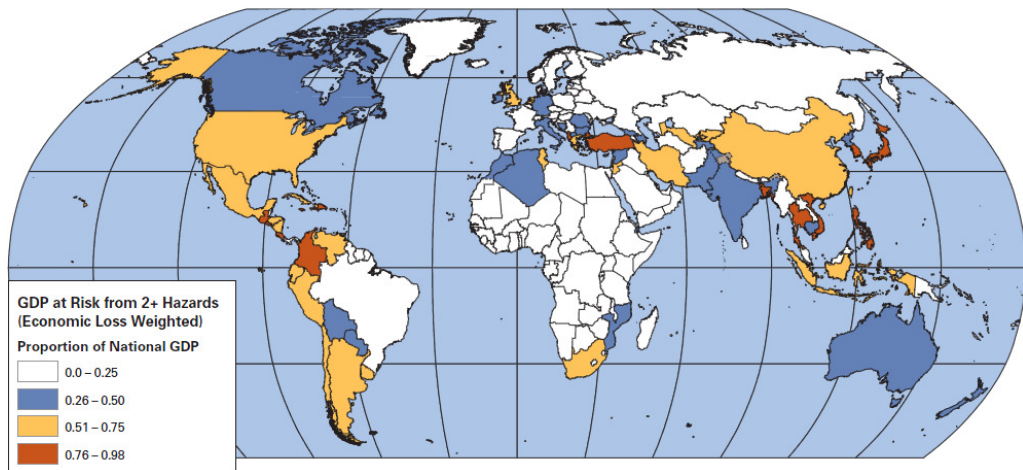 GDP at Risk from 2+ Hazards
(Economic Loss Weighted)
Proportion of National GDP
0.0 – 0.25
0.26 – 0.50
0.51 – 0.75
0.76 – 0.98